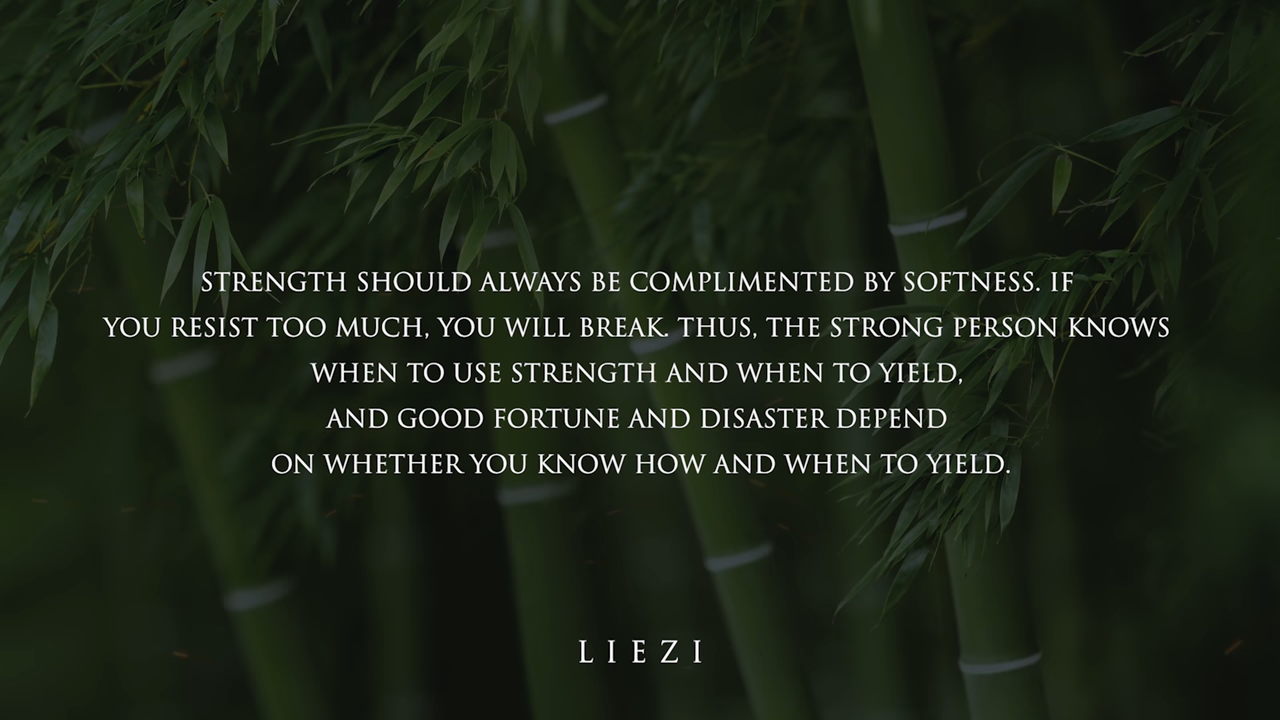 STRENGTH SHOULD ALWAYS BE COMPLIMENTED BY SOFTNESS. IF
YOU RESIST TOO MUCH, YOU WILL BREAK. THUS, THE STRONG PERSON KNOWS
WHEN TO USE STRENGTH AND WHEN TO YIELD,
AND GOOD FORTUNE AND DISASTER DEPEND
ON WHETHER YOU KNOW HOW AND WHEN TO YIELD.
LIEZI